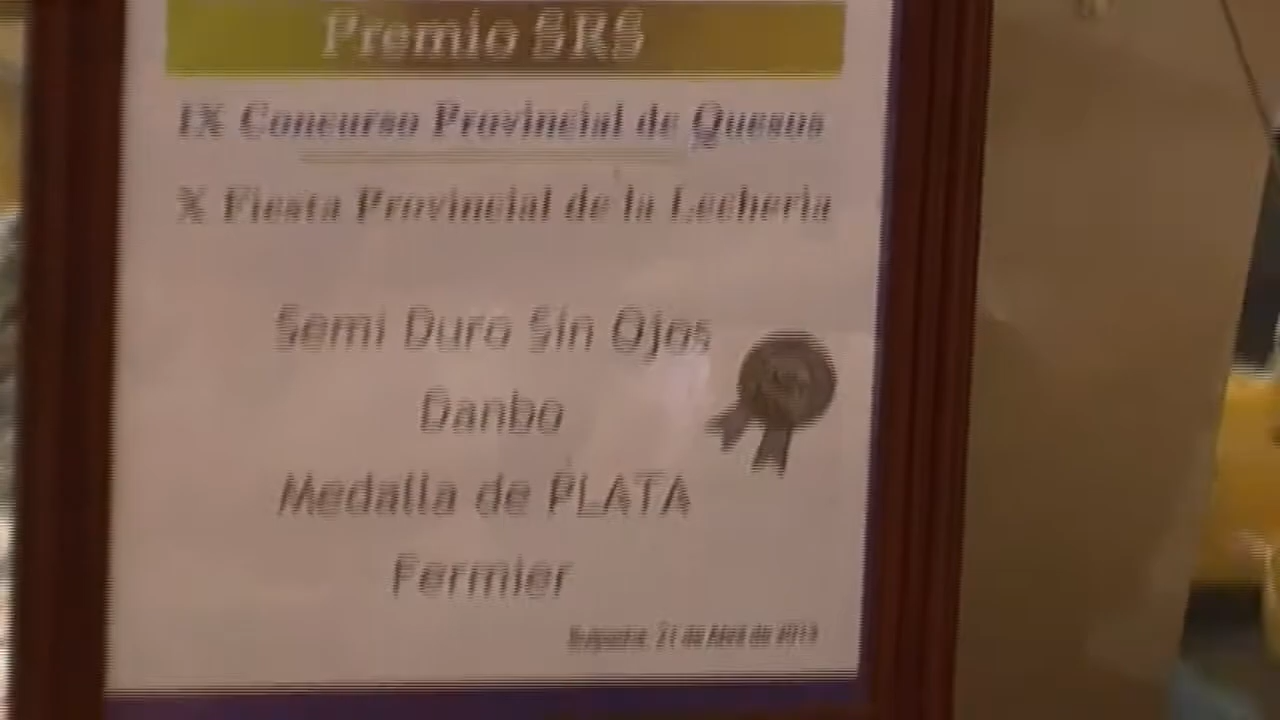 Premio SRS
IX Concurso Provincial de Quesos
X Fiesta Provincial de la Lechería
Semi Duro Sin Ojos
Danbo
Medalla de PLATA
Fermier